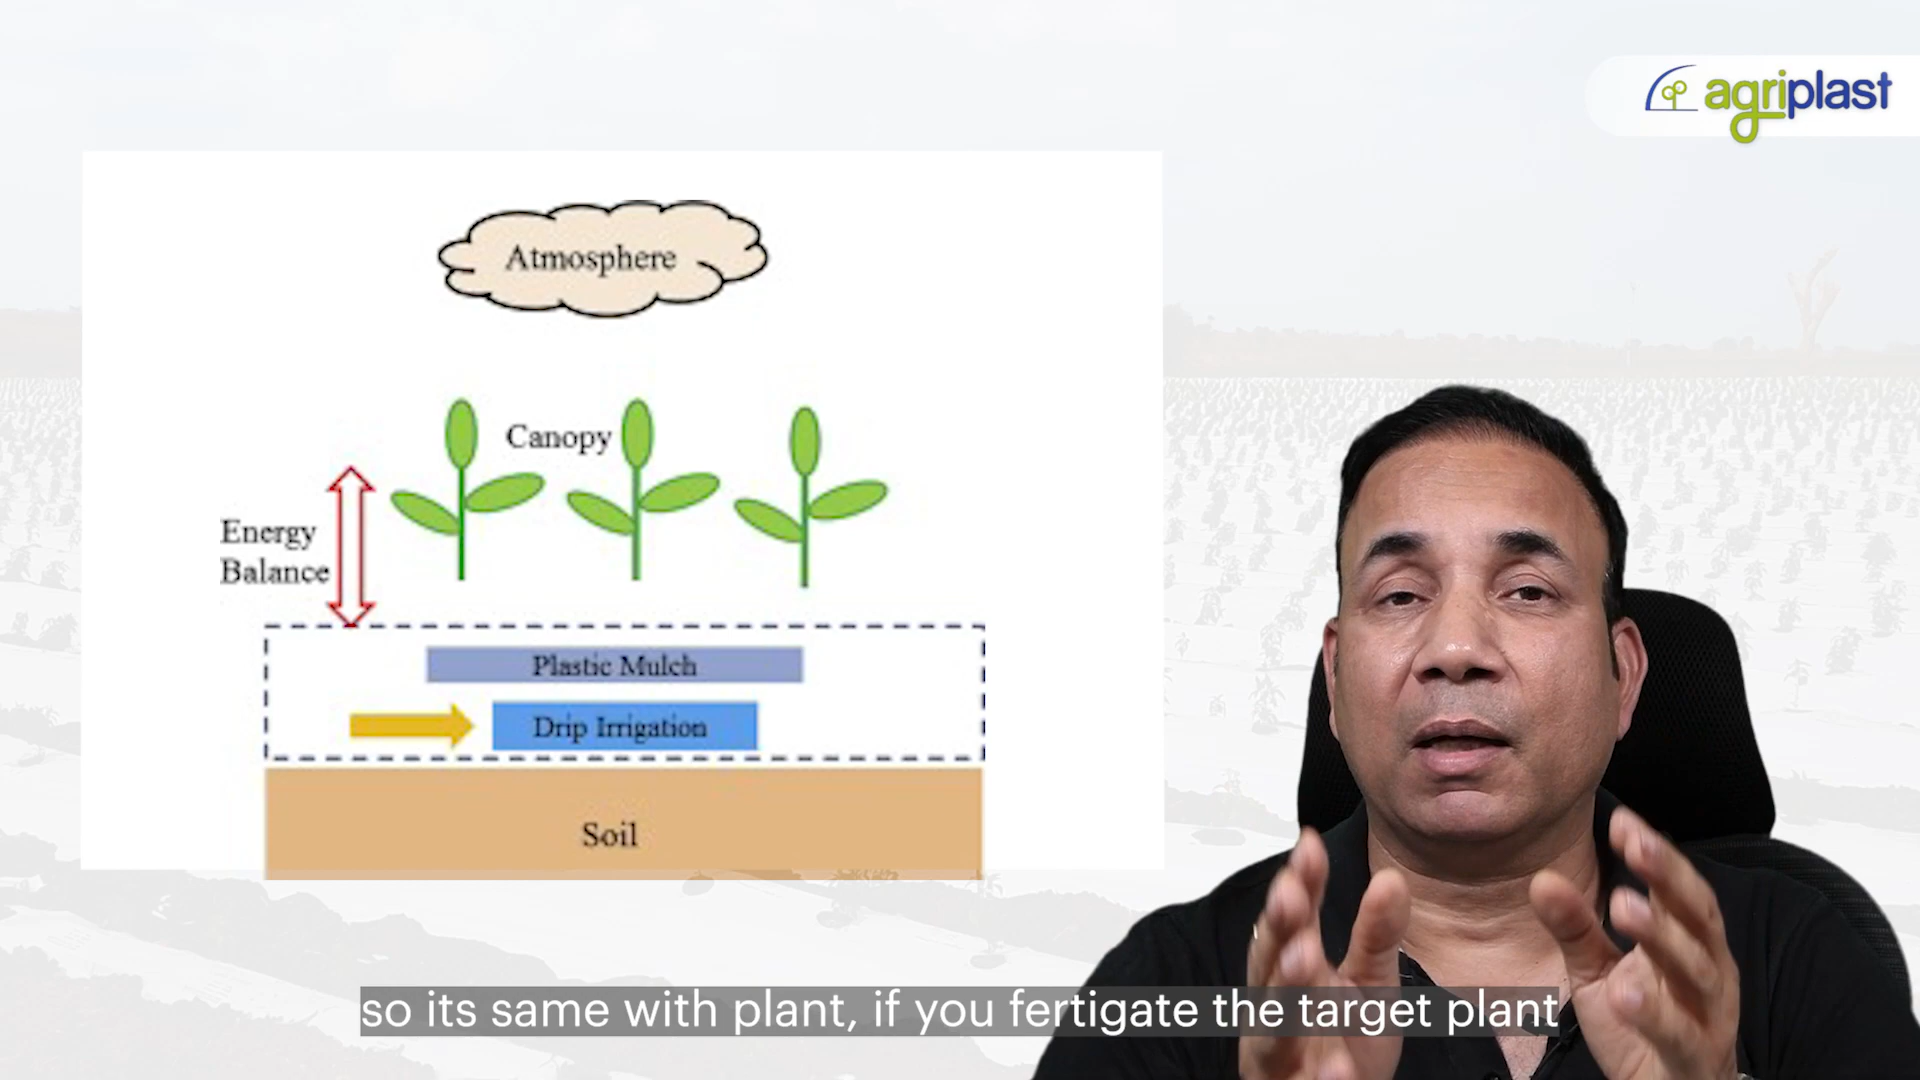 agriplast
Atmosphere
Canopy
Energy
Balance
Plastic Mulch
Drip Irrigation
Soil
so its same with plant, if you fertigate the target plant